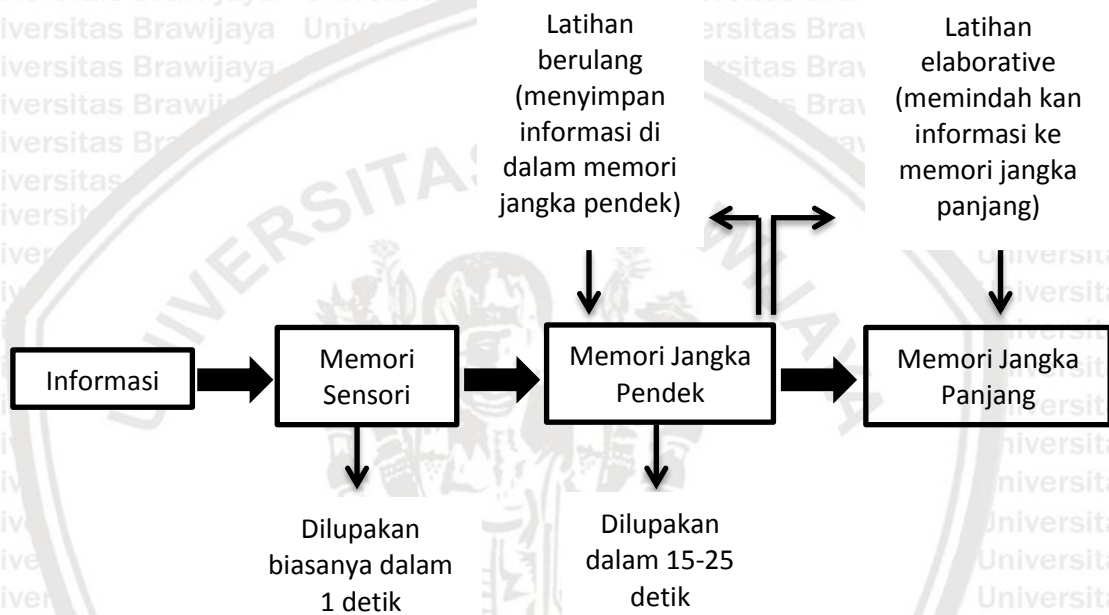 Latihan
berulang
(menyimpan
informasi di
dalam memori
jangka pendek)
Latihan
elaborative
(memindah kan
informasi ke
memori jangka
panjang)
Informasi
Memori
Sensori
Memori Jangka
Pendek
Memori Jangka
Panjang
Dilupakan
biasanya dalam
1 detik
Dilupakan
dalam 15-25
detik